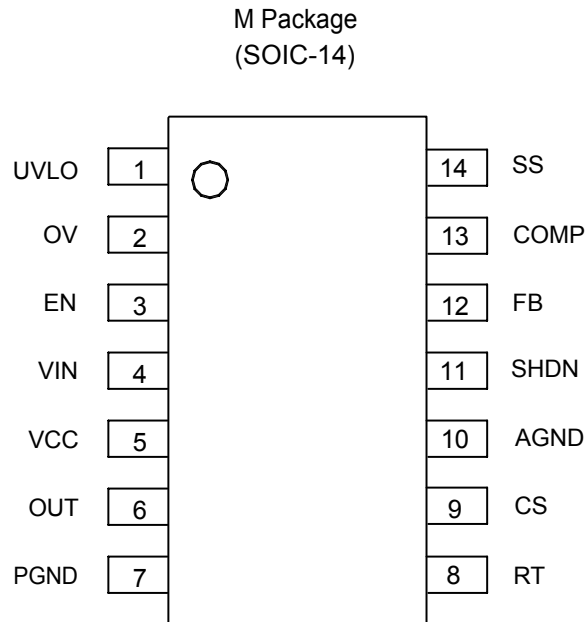 M Package
(SOIC-14)
UVLO 1 14 SS
OV 2 13 COMP
EN 3 12 FB
VIN 4 11 SHDN
VCC 5 10 AGND
OUT 6 9 CS
PGND 7 8 RT